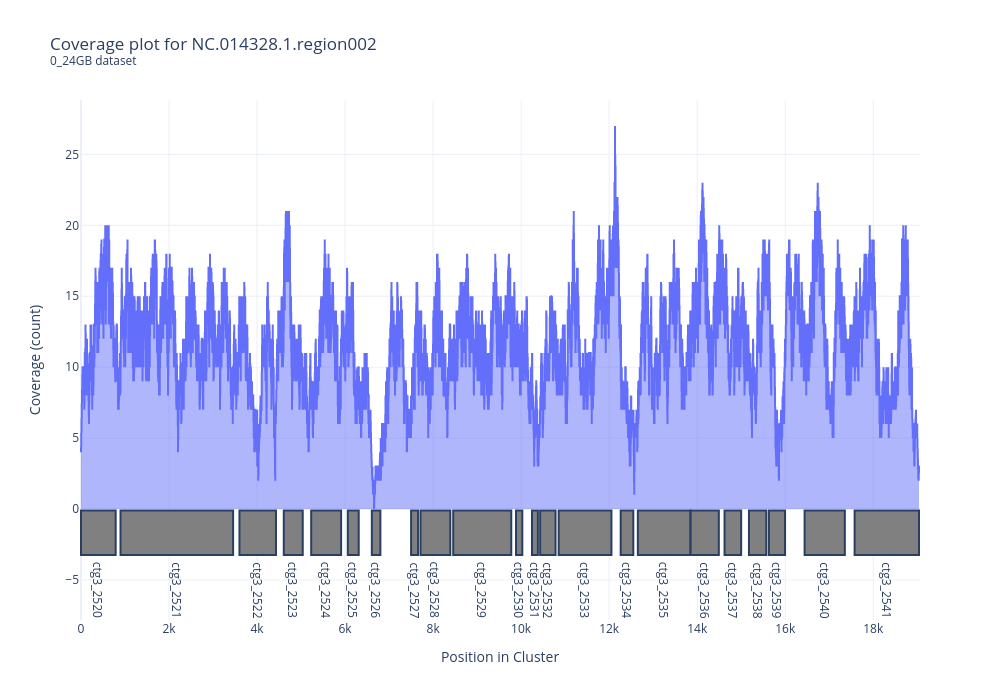 Coverage plot for NC.014328.1.region002
0_24GB dataset
Coverage (count)
25
20
15
10
5
0
−5
ctg3_2520
ctg3_2521
ctg3_2522
ctg3_2523
ctg3_2524
ctg3_2525
ctg3_2526
ctg3_2527
ctg3_2528
ctg3_2529
ctg3_2530
ctg3_2531
ctg3_2532
ctg3_2533
ctg3_2534
ctg3_2535
ctg3_2536
ctg3_2537
ctg3_2538
ctg3_2539
ctg3_2540
ctg3_2541
0 2k 4k 6k 8k 10k 12k 14k 16k 18k
Position in Cluster